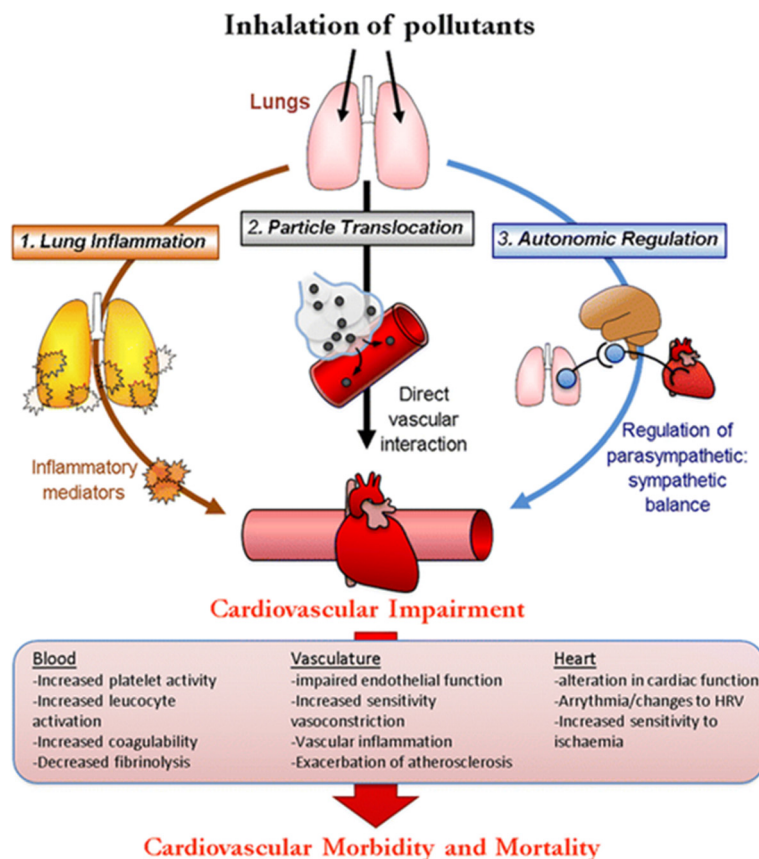 Inhalation of pollutants
Lungs
1. Lung Inflammation
2. Particle Translocation
3. Autonomic Regulation
Direct
vascular
interaction
Inflammatory
mediators
Regulation of
parasympathetic:
sympathetic
balance
Cardiovascular Impairment
Blood
-Increased platelet activity
-Increased leucocyte
activation
-Increased coagulability
-Decreased fibrinolysis
Vasculature
-impaired endothelial function
-Increased sensitivity
vasoconstriction
-Vascular inflammation
-Exacerbation of atherosclerosis
Heart
-alteration in cardiac function
-Arrythmia/changes to HRV
-Increased sensitivity to
ischaemia
Cardiovascular Morbidity and Mortality